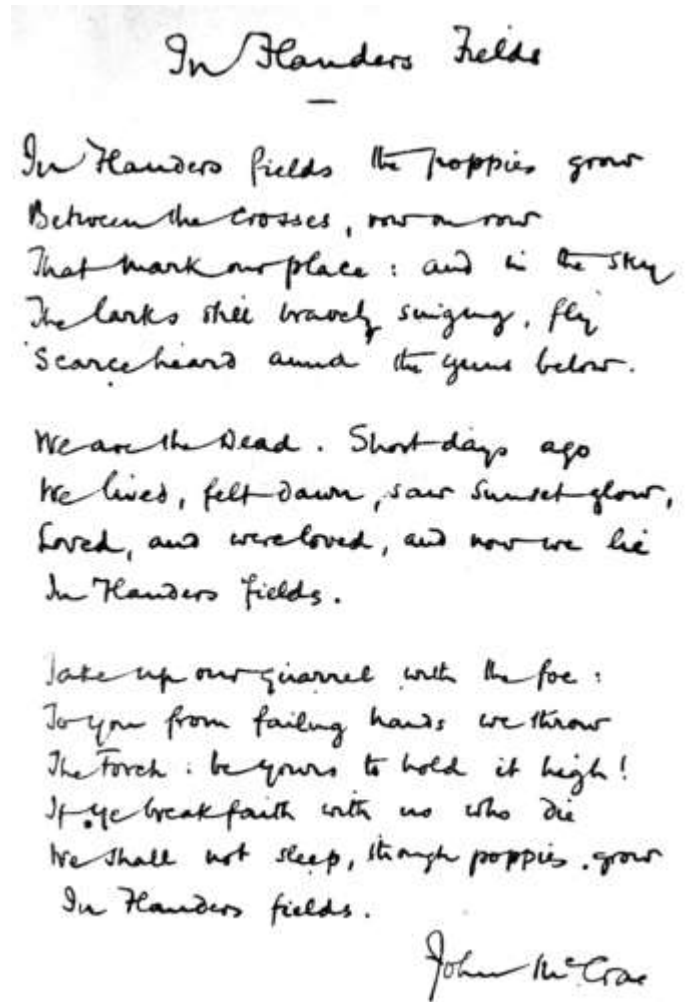 In Flanders Fields
In Flanders fields the poppies grow
Between the crosses, row on row
That mark our place : and in the sky
The larks still bravely singing, fly
Scarce heard amid the guns below.
We are the Dead. Short days ago
We lived, felt dawn, saw sunset glow,
Loved, and were loved, and now we lie
In Flanders fields.
Take up our quarrel with the foe :
To you from failing hands we throw
The Torch : be yours to hold it high!
If ye break faith with us who die
We shall not sleep, though poppies grow
In Flanders fields.
John McCrae